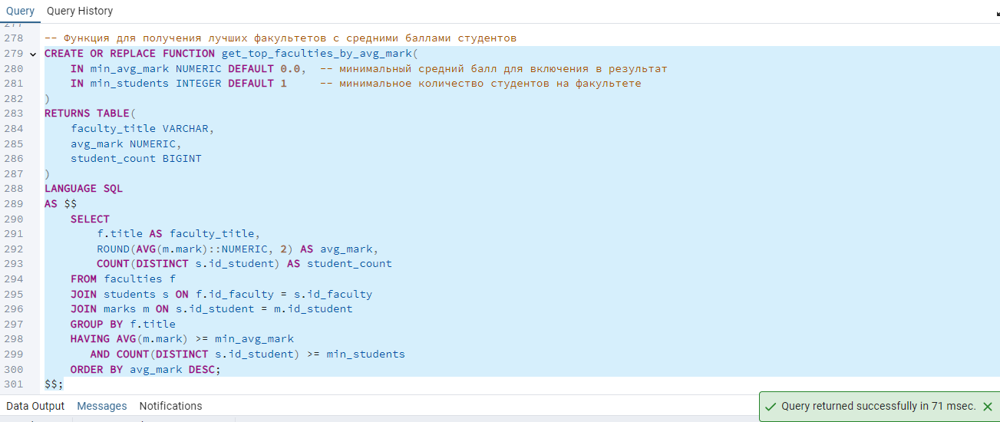 Query Query History
277
278 -- Функция для получения лучших факультетов с средними баллами студентов
279 CREATE OR REPLACE FUNCTION get_top_faculties_by_avg_mark(
280 IN min_avg_mark NUMERIC DEFAULT 0.0, -- минимальный средний балл для включения в результат
281 IN min_students INTEGER DEFAULT 1 -- минимальное количество студентов на факультете
282 )
283 RETURNS TABLE(
284 faculty_title VARCHAR,
285 avg_mark NUMERIC,
286 student_count BIGINT
287 )
288 LANGUAGE SQL
289 AS $$
290 SELECT
291 f.title AS faculty_title,
292 ROUND(AVG(m.mark)::NUMERIC, 2) AS avg_mark,
293 COUNT(DISTINCT s.id_student) AS student_count
294 FROM faculties f
295 JOIN students s ON f.id_faculty = s.id_faculty
296 JOIN marks m ON s.id_student = m.id_student
297 GROUP BY f.title
298 HAVING AVG(m.mark) >= min_avg_mark
299 AND COUNT(DISTINCT s.id_student) >= min_students
300 ORDER BY avg_mark DESC;
301 $$;
Data Output Messages Notifications
Query returned successfully in 71 msec.